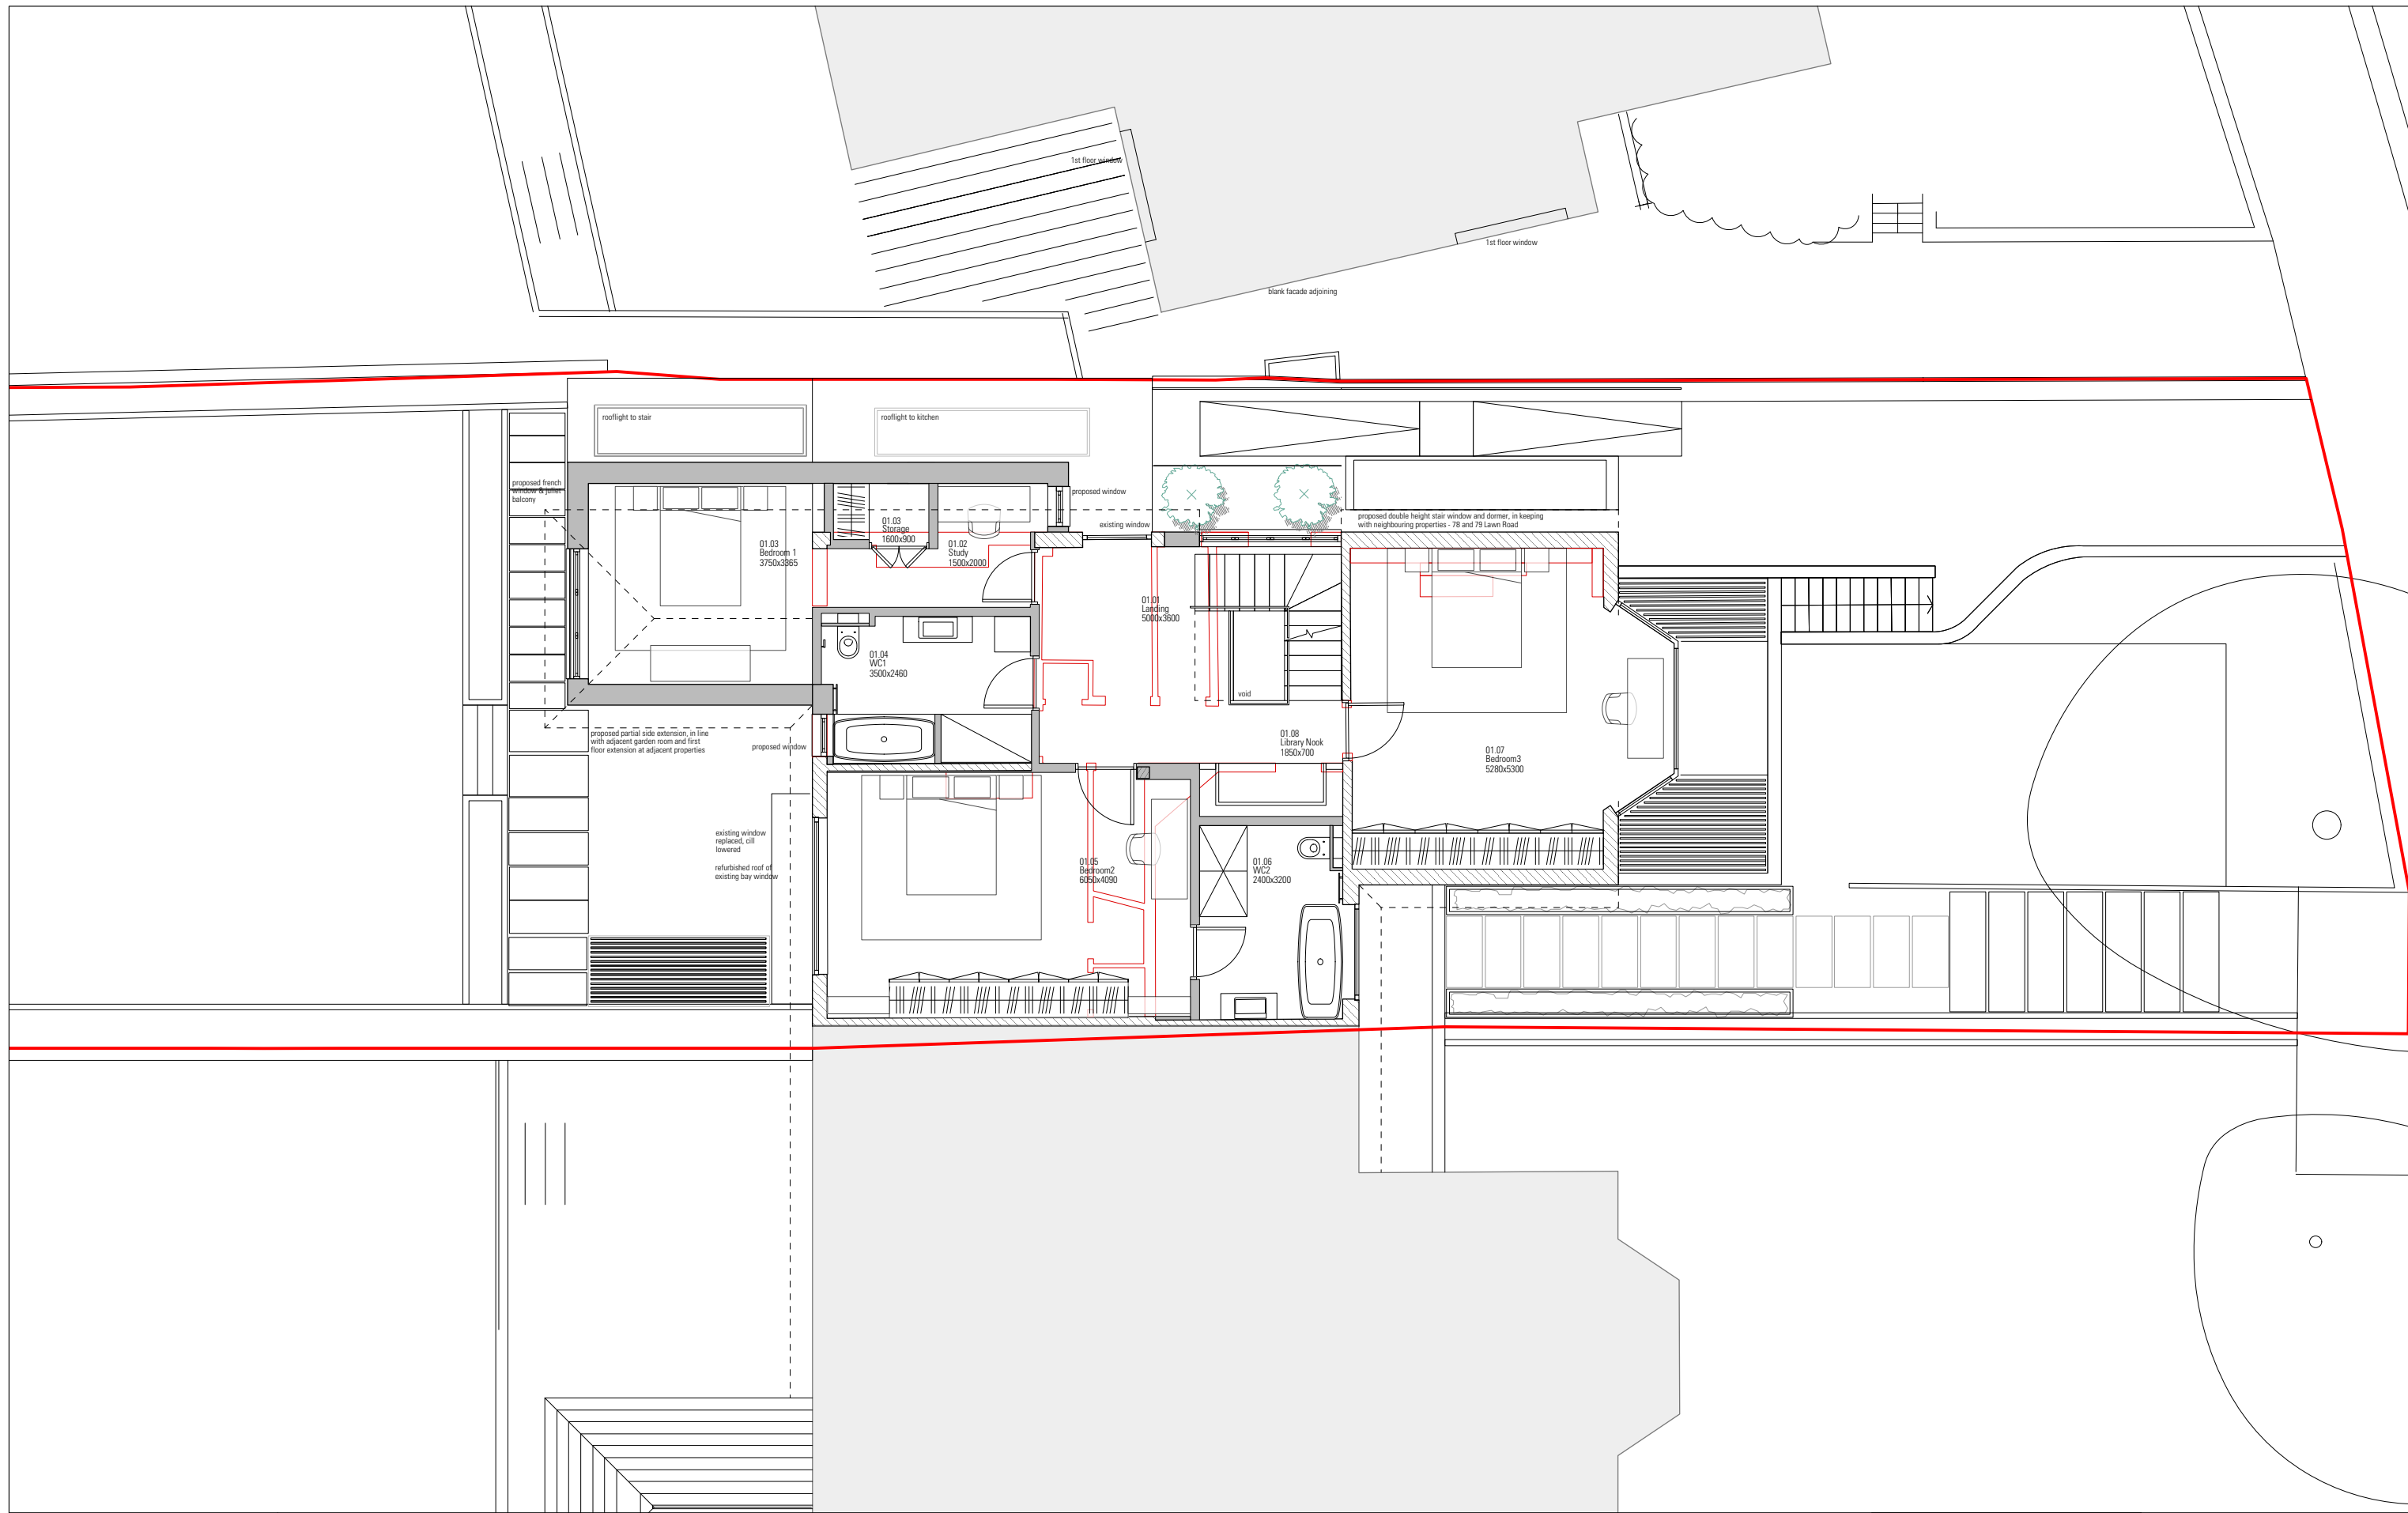 1st floor window
1st floor window
blank facade adjoining
rooflight to stair
rooflight to kitchen
proposed french
window & juliet
balcony
proposed window
existing window
proposed double height stair window and dormer, in keeping
with neighbouring properties - 78 and 79 Lawn Road
01.03
Bedroom 1
3750x3365
01.03
Storage
1600x900
01.02
Study
1500x2000
01.01
Landing
5000x3600
01.04
WC1
3500x2460
void
proposed partial side extension, in line
with adjacent garden room and first
floor extension at adjacent properties
proposed window
01.08
Library Nook
1850x700
01.07
Bedroom3
5280x5300
existing window
replaced, cill
lowered
refurbished roof of
existing bay window
01.05
Bedroom2
6050x4090
01.06
WC2
2400x3200